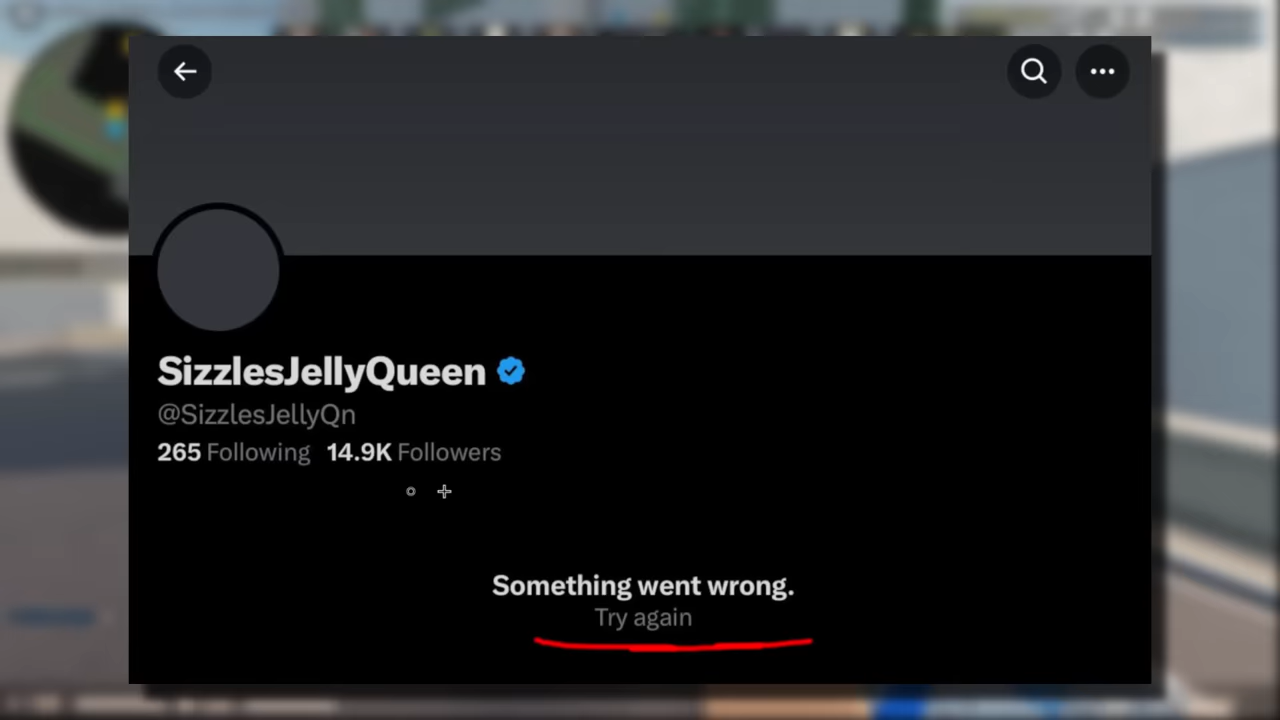 SizzlesJellyQueen
@SizzlesJellyQn
265 Following 14.9K Followers
Something went wrong.
Try again